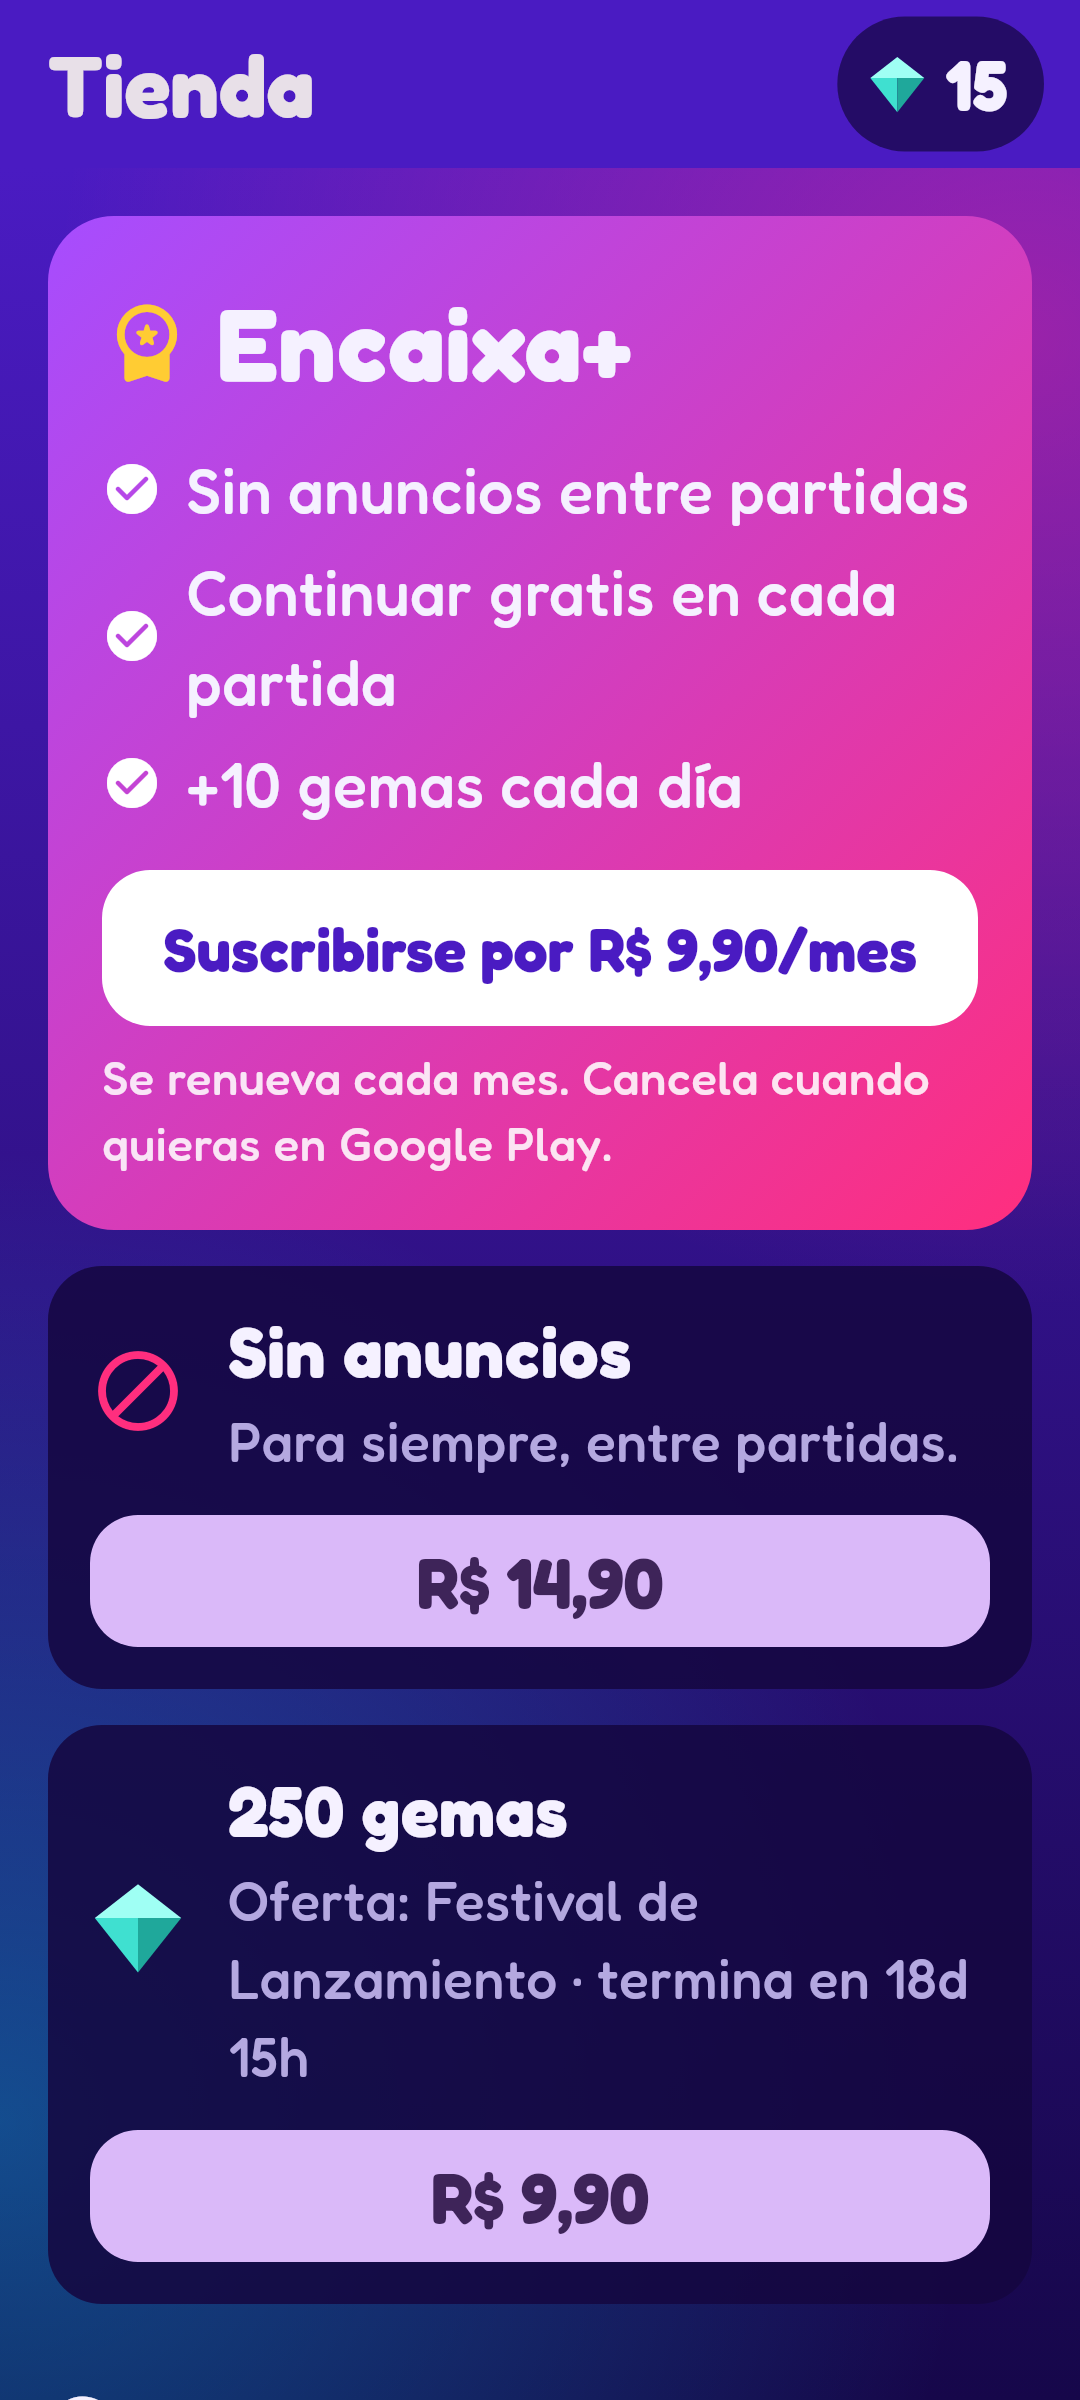 Tienda
15
Encaixa+
Sin anuncios entre partidas
Continuar gratis en cada
partida
+10 gemas cada día
Suscribirse por R$ 9,90/mes
Se renueva cada mes. Cancela cuando
quieras en Google Play.
Sin anuncios
Para siempre, entre partidas.
R$ 14,90
250 gemas
Oferta: Festival de
Lanzamiento · termina en 18d
15h
R$ 9,90